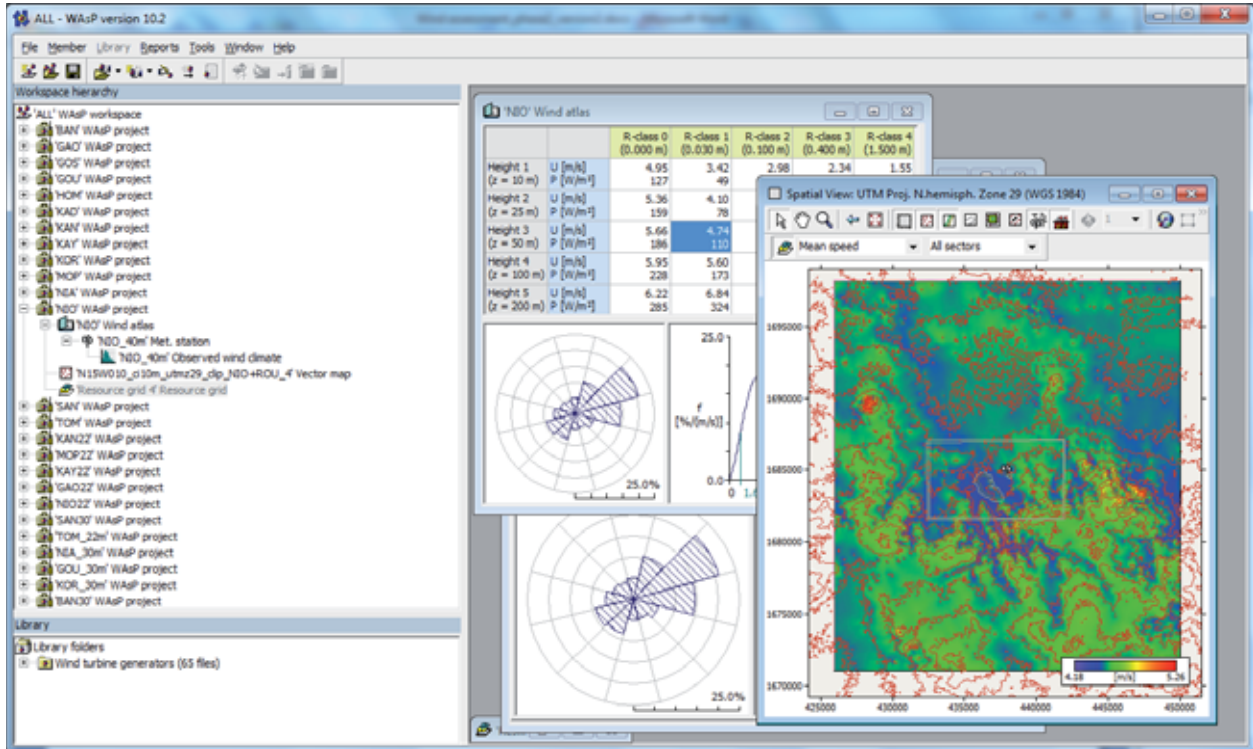 ALL - WAsP version 10.2
File Member Library Reports Tools Window Help
Workspace hierarchy
'ALL' WAsP workspace
'BAN' WAsP project
'GAO' WAsP project
'GOS' WAsP project
'GOU' WAsP project
'HOM' WAsP project
'KAD' WAsP project
'KAN' WAsP project
'KAY' WAsP project
'KOR' WAsP project
'MOP' WAsP project
'NIA' WAsP project
'NIO' WAsP project
'NIO' Wind atlas
'NIO_40m' Met. station
'NIO_40m' Observed wind climate
'N15W010_ci10m_utmz29_clip_NIO+ROU_4' Vector map
'Resource grid 4' Resource grid
'SAN' WAsP project
'TOM' WAsP project
'KAN22' WAsP project
'MOP22' WAsP project
'KAY22' WAsP project
'GAO22' WAsP project
'NIO22' WAsP project
'SAN30' WAsP project
'TOM_22m' WAsP project
'NIA_30m' WAsP project
'GOU_30m' WAsP project
'KOR_30m' WAsP project
'BAN30' WAsP project
Library
Library folders
Wind turbine generators (65 files)
'NIO' Wind atlas
R-class 0 R-class 1 R-class 2 R-class 3 R-class 4
(0.000 m) (0.030 m) (0.100 m) (0.400 m) (1.500 m)
Height 1 U [m/s] 4.95 3.42 2.98 2.34 1.55
(z = 10 m) P [W/m²] 127 49
Height 2 U [m/s] 5.36 4.10
(z = 25 m) P [W/m²] 159 78
Height 3 U [m/s] 5.66 4.74
(z = 50 m) P [W/m²] 186 110
Height 4 U [m/s] 5.95 5.60
(z = 100 m) P [W/m²] 228 173
Height 5 U [m/s] 6.22 6.84
(z = 200 m) P [W/m²] 285 324
25.0%
25.0
f
[%/(m/s)]
0.0
0 1.6
25.0%
Spatial View: UTM Proj. N.hemisph. Zone 29 (WGS 1984)
1
Mean speed All sectors
1695000
1690000
1685000
1680000
1675000
1670000
4.18 [m/s] 5.26
425000 430000 435000 440000 445000 450000